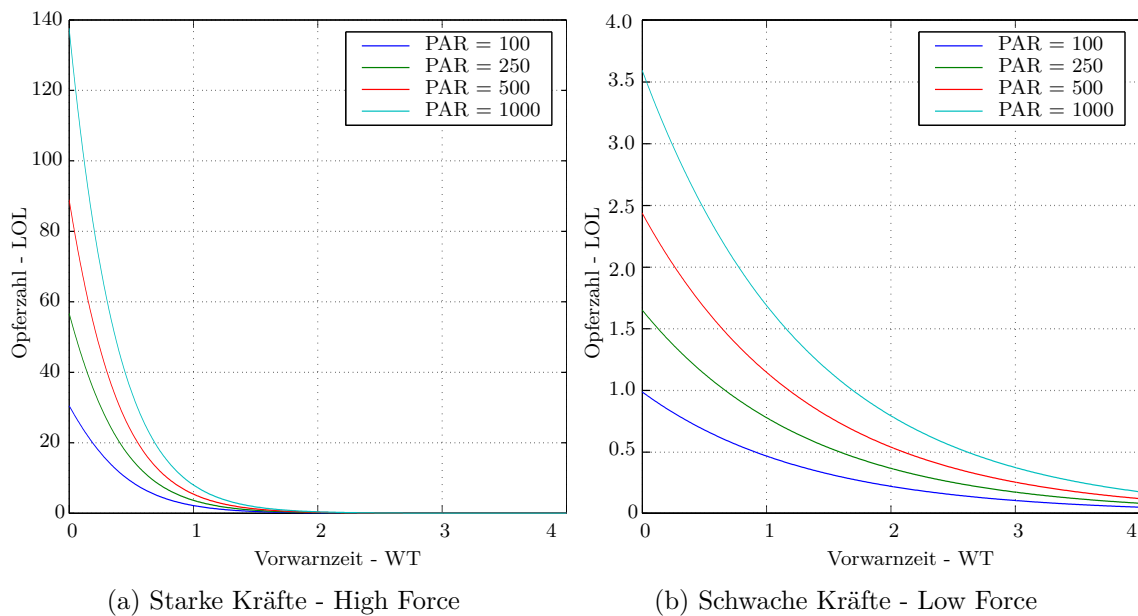 140
120
100
80
60
40
20
0
Opferzahl - LOL
PAR = 100
PAR = 250
PAR = 500
PAR = 1000
0 1 2 3 4
Vorwarnzeit - WT
(a) Starke Kräfte - High Force
4.0
3.5
3.0
2.5
2.0
1.5
1.0
0.5
0.0
Opferzahl - LOL
PAR = 100
PAR = 250
PAR = 500
PAR = 1000
0 1 2 3 4
Vorwarnzeit - WT
(b) Schwache Kräfte - Low Force